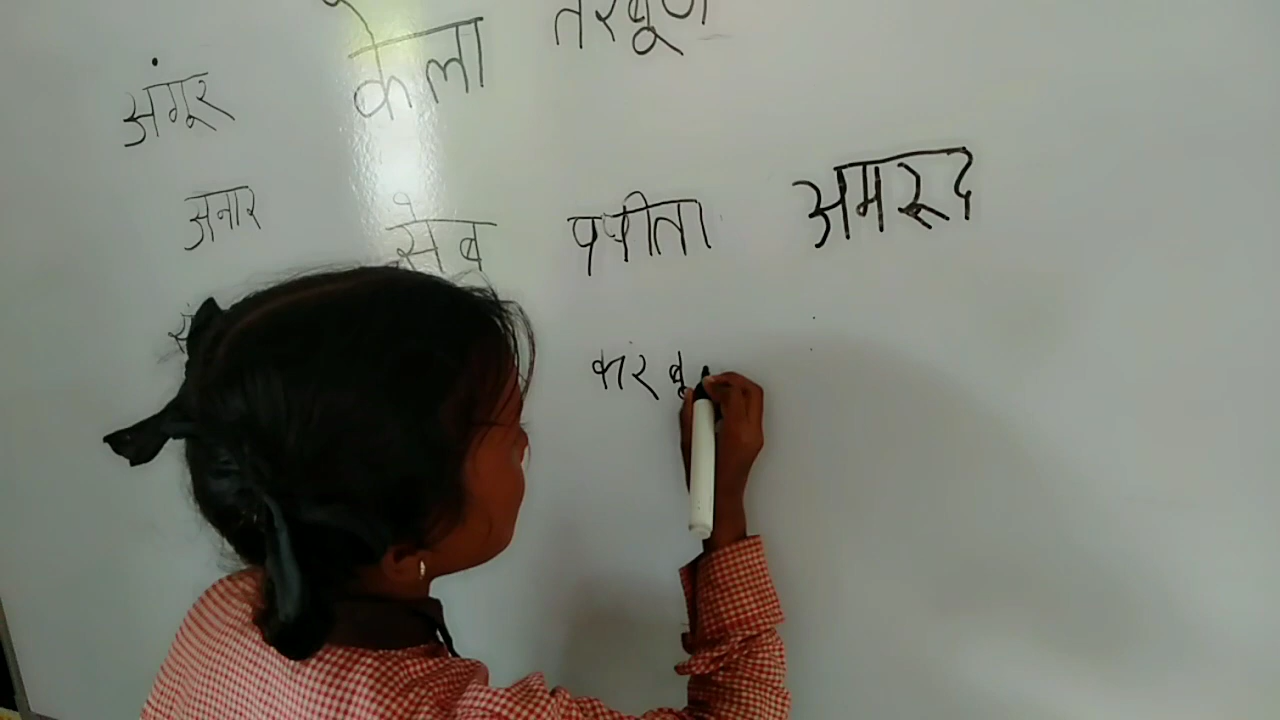 केला तरबूज
अंगूर
अनार सेब पपीता अमरूद